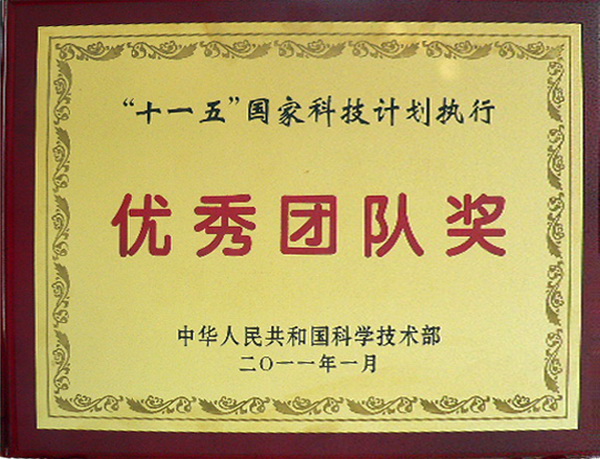 “十一五”国家科技计划执行
优秀团队奖
中华人民共和国科学技术部
二〇一一年一月